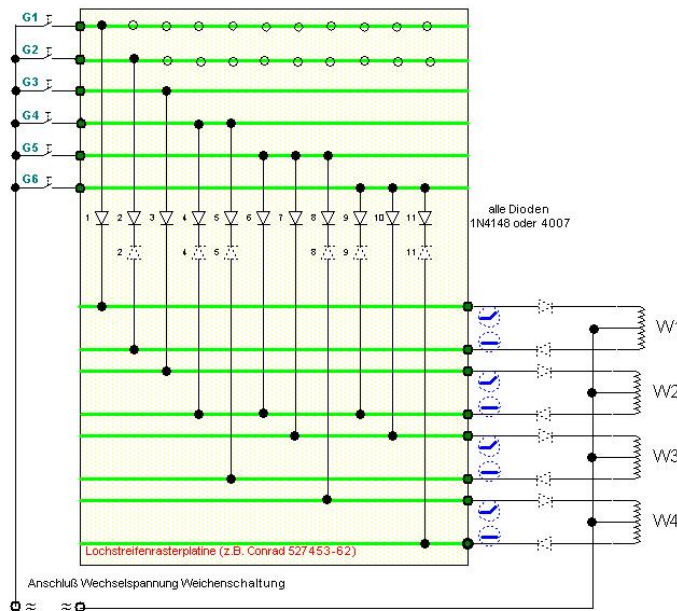 G1
G2
G3
G4
G5
G6
1 2 3 4 5 6 7 8 9 10 11
2 4 5 8 9 11
alle Dioden
1N4148 oder 4007
W1
W2
W3
W4
Lochstreifenrasterplatine (z.B. Conrad 527453-62)
Anschluß Wechselspannung Weichenschaltung
≈ ≈